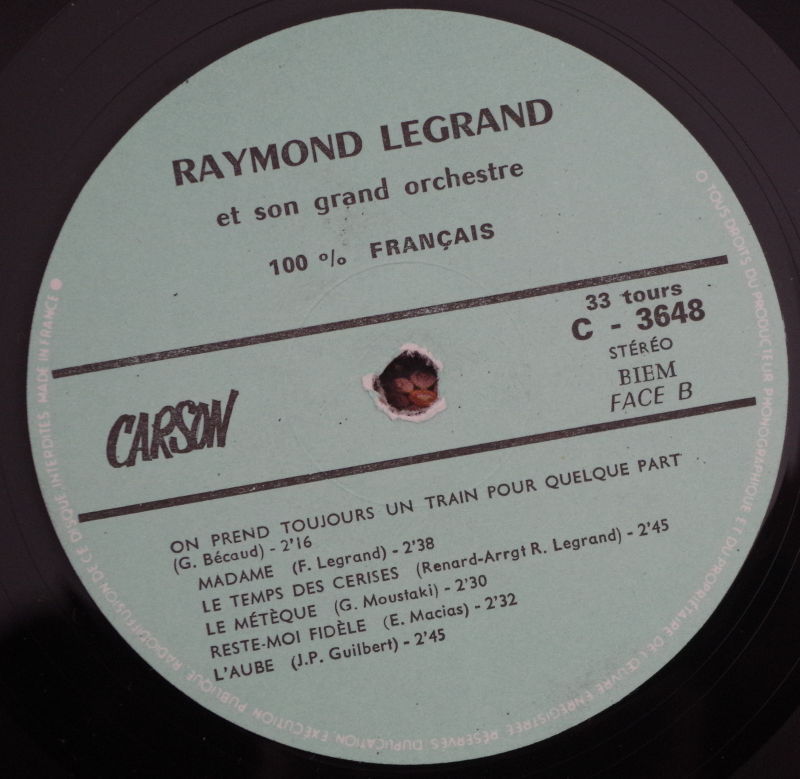 RAYMOND LEGRAND
et son grand orchestre
100 % FRANÇAIS
33 tours
C - 3648
STÉRÉO
BIEM
FACE B
CARSON
ON PREND TOUJOURS UN TRAIN POUR QUELQUE PART
(G. Bécaud) - 2'16
MADAME (F. Legrand) - 2'38
LE TEMPS DES CERISES (Renard-Arrgt R. Legrand) - 2'45
LE MÉTÈQUE (G. Moustaki) - 2'30
RESTE-MOI FIDÈLE (E. Macias) - 2'32
L'AUBE (J.P. Guilbert) - 2'45
TOUS DROITS DU PRODUCTEUR PHONOGRAPHIQUE ET DU PROPRIÉTAIRE DE L'ŒUVRE ENREGISTRÉE RÉSERVÉS. DUPLICATION, EXÉCUTION PUBLIQUE, RADIODIFFUSION DE CE DISQUE INTERDITES MADE IN FRANCE